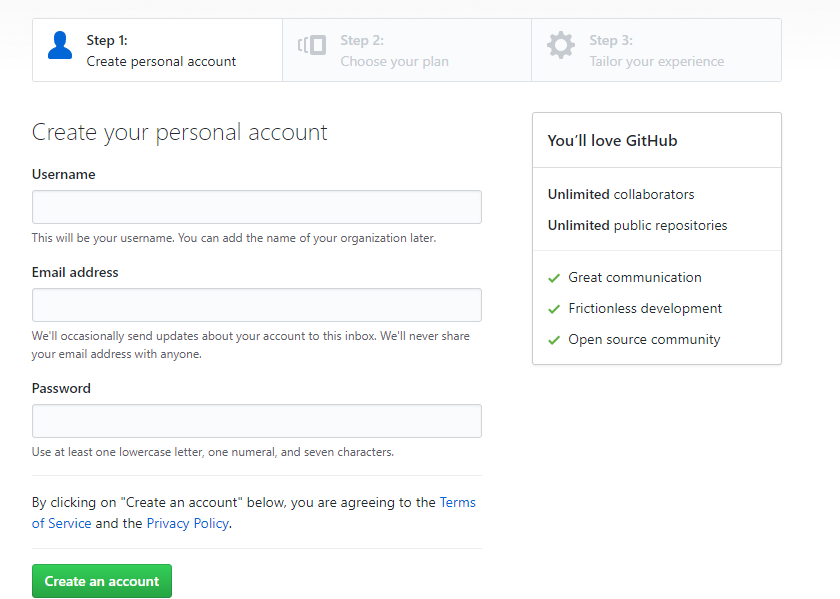 Step 1:
Create personal account
Step 2:
Choose your plan
Step 3:
Tailor your experience
Create your personal account
Username
This will be your username. You can add the name of your organization later.
Email address
We'll occasionally send updates about your account to this inbox. We'll never share
your email address with anyone.
Password
Use at least one lowercase letter, one numeral, and seven characters.
By clicking on "Create an account" below, you are agreeing to the Terms
of Service and the Privacy Policy.
Create an account
You'll love GitHub
Unlimited collaborators
Unlimited public repositories
Great communication
Frictionless development
Open source community